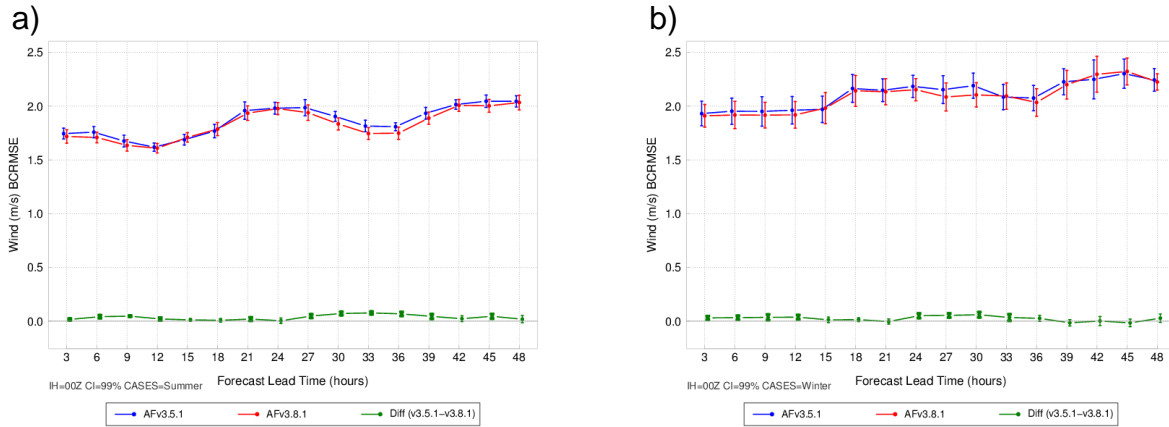 a)
2.5
2.0
1.5
1.0
0.5
0.0
Wind (m/s) BCRMSE
3 6 9 12 15 18 21 24 27 30 33 36 39 42 45 48
IH=00Z CI=99% CASES=Summer
Forecast Lead Time (hours)
AFv3.5.1 AFv3.8.1 Diff (v3.5.1−v3.8.1)
b)
2.5
2.0
1.5
1.0
0.5
0.0
Wind (m/s) BCRMSE
3 6 9 12 15 18 21 24 27 30 33 36 39 42 45 48
IH=00Z CI=99% CASES=Winter
Forecast Lead Time (hours)
AFv3.5.1 AFv3.8.1 Diff (v3.5.1−v3.8.1)